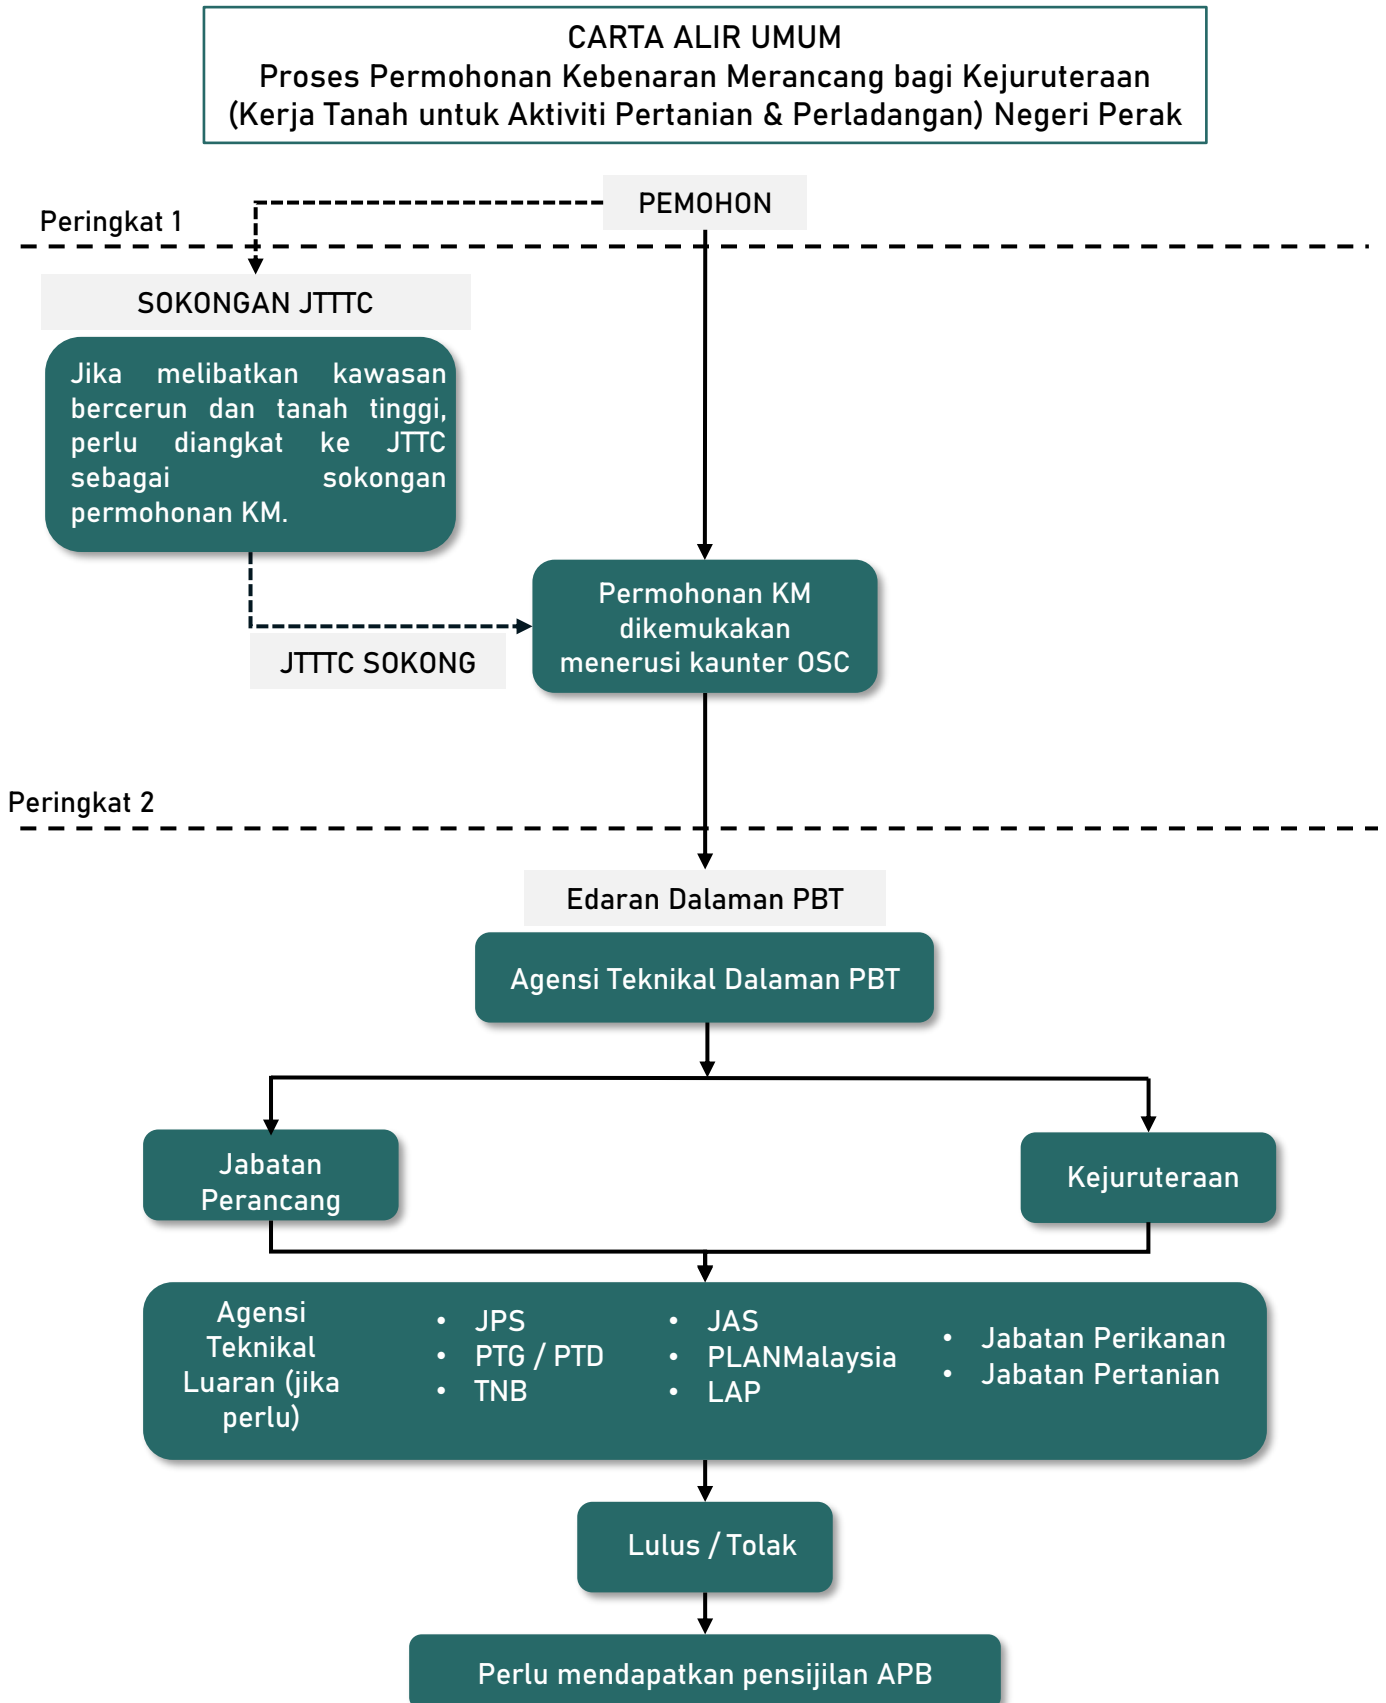 CARTA ALIR UMUM
Proses Permohonan Kebenaran Merancang bagi Kejuruteraan
(Kerja Tanah untuk Aktiviti Pertanian & Perladangan) Negeri Perak
PEMOHON
Peringkat 1
SOKONGAN JTTTC
Jika melibatkan kawasan
bercerun dan tanah tinggi,
perlu diangkat ke JTTC
sebagai sokongan
permohonan KM.
Permohonan KM
dikemukakan
menerusi kaunter OSC
JTTTC SOKONG
Peringkat 2
Edaran Dalaman PBT
Agensi Teknikal Dalaman PBT
Jabatan
Perancang
Kejuruteraan
Agensi
Teknikal
Luaran (jika
perlu)
• JPS
• PTG / PTD
• TNB
• JAS
• PLANMalaysia
• LAP
• Jabatan Perikanan
• Jabatan Pertanian
Lulus / Tolak
Perlu mendapatkan pensijilan APB